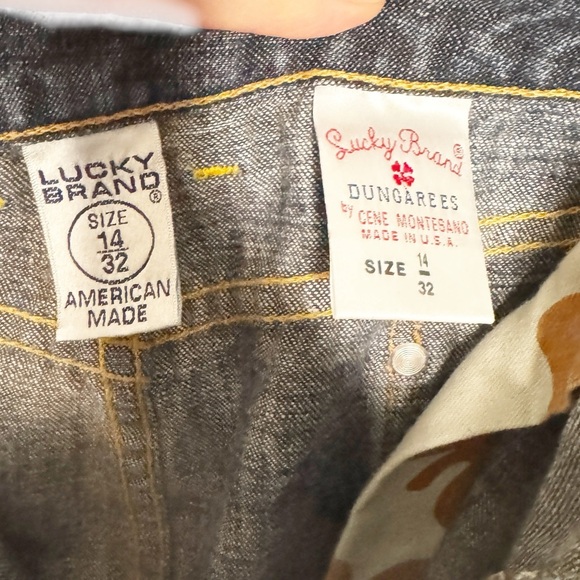 LUCKY
BRAND®
SIZE
14
32
AMERICAN
MADE
Lucky Brand®
DUNGAREES
by GENE MONTESANO
MADE IN U.S.A.
SIZE 14
32